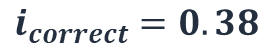 i_correct = 0.38